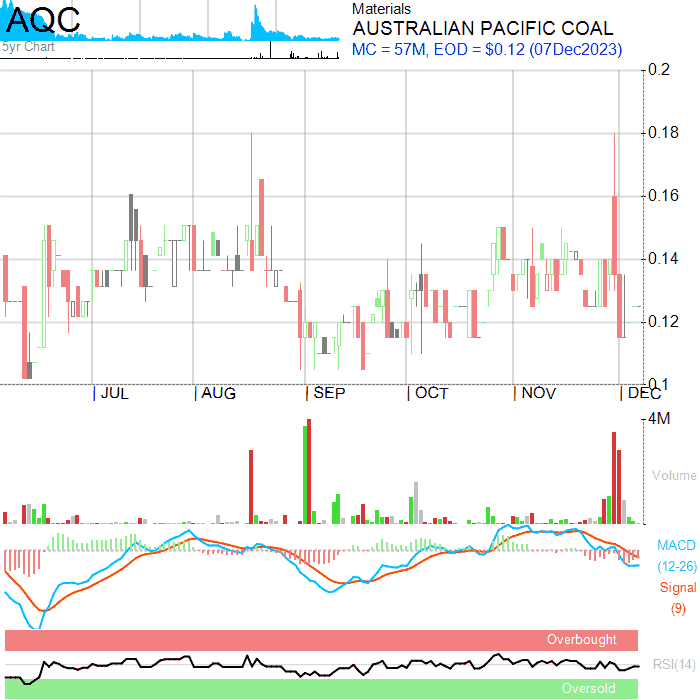 AQC
5yr Chart
Materials
AUSTRALIAN PACIFIC COAL
MC = 57M, EOD = $0.12 (07Dec2023)
0.2
0.18
0.16
0.14
0.12
0.1
JUL
AUG
SEP
OCT
NOV
DEC
4M
Volume
MACD
(12-26)
Signal
(9)
Overbought
RSI(14)
Oversold